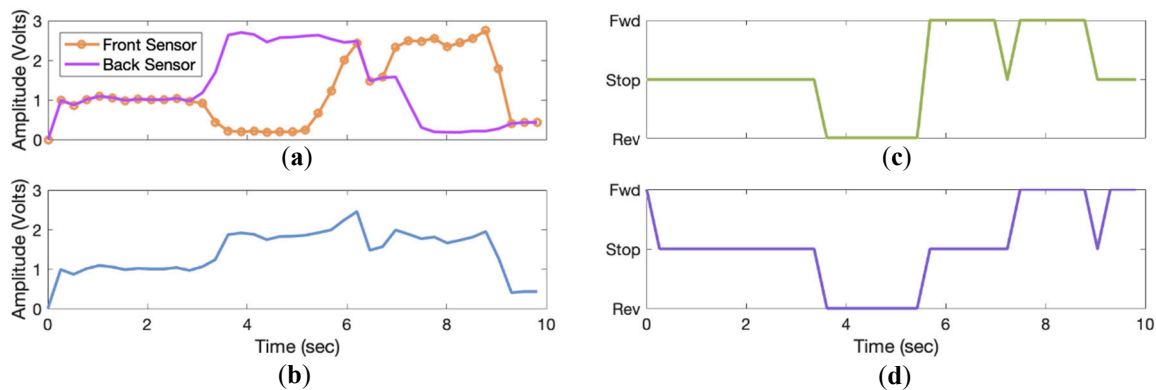 Amplitude (Volts)
3
2
1
0
Front Sensor
Back Sensor
(a)
Amplitude (Volts)
3
2
1
0
0 2 4 6 8 10
Time (sec)
(b)
Fwd
Stop
Rev
(c)
Fwd
Stop
Rev
0 2 4 6 8 10
Time (sec)
(d)